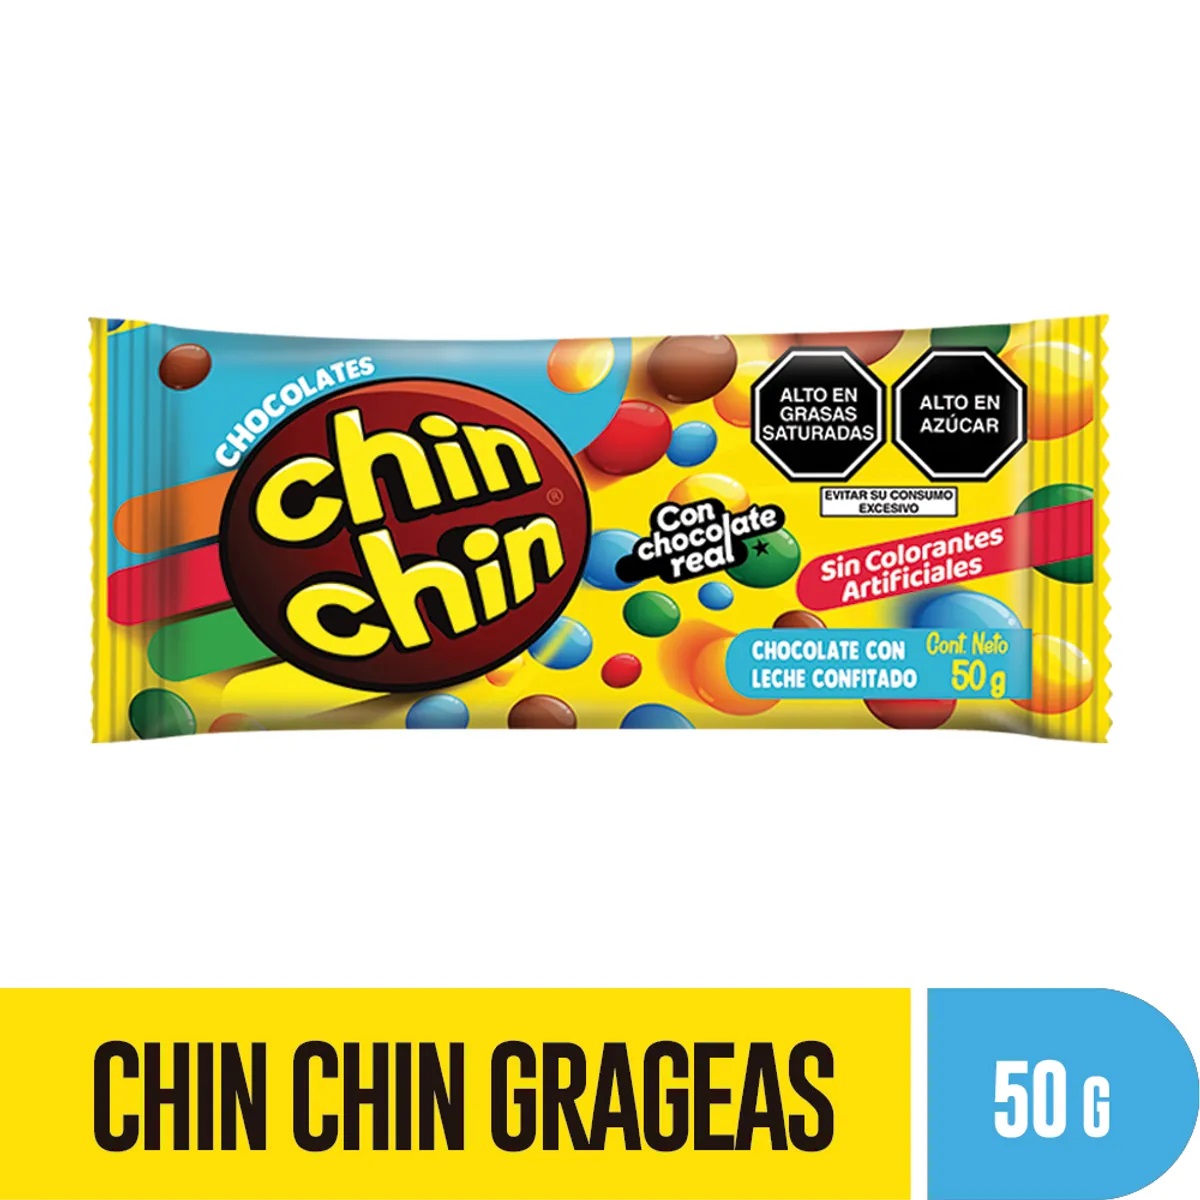 CHOCOLATES
chin
chin
®
ALTO EN
GRASAS
SATURADAS
ALTO EN
AZÚCAR
EVITAR SU CONSUMO
EXCESIVO
Con
chocolate
real
Sin Colorantes
Artificiales
CHOCOLATE CON
LECHE CONFITADO
Cont. Neto
50 g
CHIN CHIN GRAGEAS
50 G